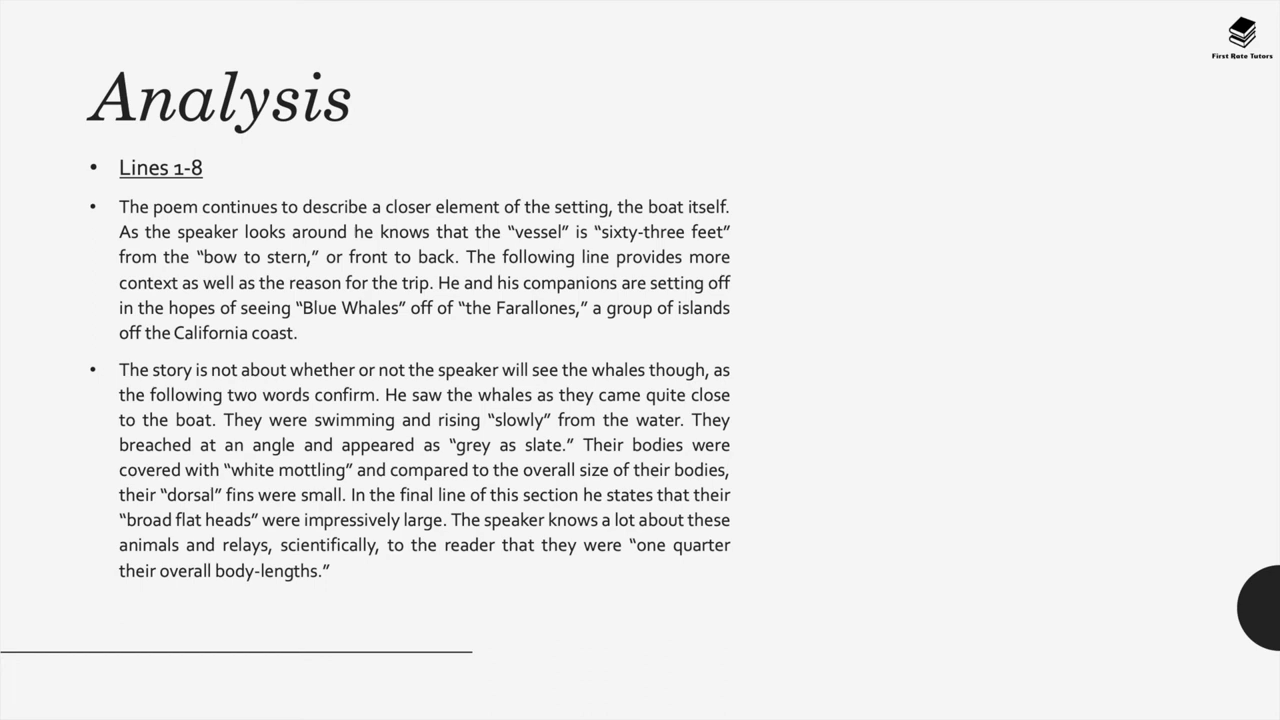 First Rate Tutors
Analysis
• Lines 1-8
• The poem continues to describe a closer element of the setting, the boat itself.
As the speaker looks around he knows that the “vessel” is “sixty-three feet”
from the “bow to stern,” or front to back. The following line provides more
context as well as the reason for the trip. He and his companions are setting off
in the hopes of seeing “Blue Whales” off of “the Farallones,” a group of islands
off the California coast.
• The story is not about whether or not the speaker will see the whales though, as
the following two words confirm. He saw the whales as they came quite close
to the boat. They were swimming and rising “slowly” from the water. They
breached at an angle and appeared as “grey as slate.” Their bodies were
covered with “white mottling” and compared to the overall size of their bodies,
their “dorsal” fins were small. In the final line of this section he states that their
“broad flat heads” were impressively large. The speaker knows a lot about these
animals and relays, scientifically, to the reader that they were “one quarter
their overall body-lengths.”